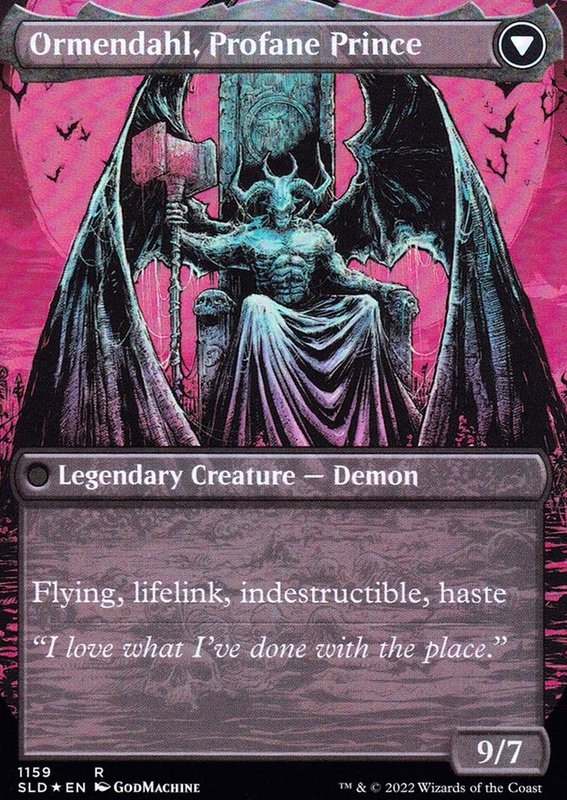 Ormendahl, Profane Prince
Legendary Creature — Demon
Flying, lifelink, indestructible, haste
“I love what I’ve done with the place.”
9/7
1159 R
SLD ★ EN GodMachine
™ & © 2022 Wizards of the Coast